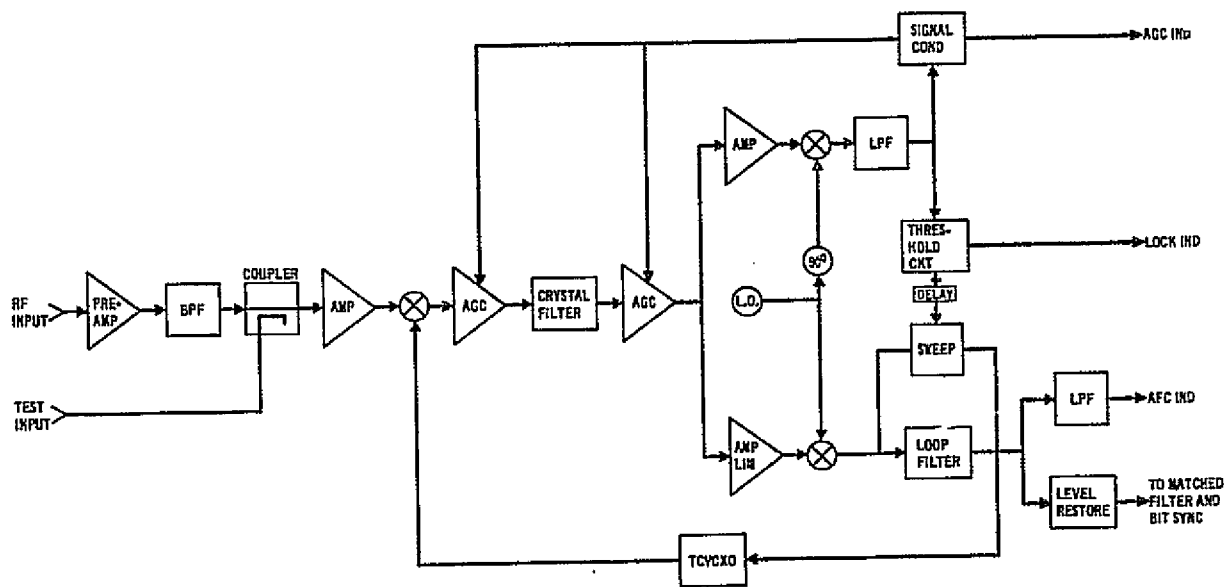 SIGNAL
COND
AGC IND
AMP
LPF
THRES-
HOLD
CKT
LOCK IND
90º
L.O.
DELAY
COUPLER
RF
INPUT
PRE-
AMP
BPF
AMP
AGC
CRYSTAL
FILTER
AGC
SWEEP
TEST
INPUT
AMP
LIM
LOOP
FILTER
LPF
AFC IND
LEVEL
RESTORE
TO MATCHED
FILTER AND
BIT SYNC
TCVCXO